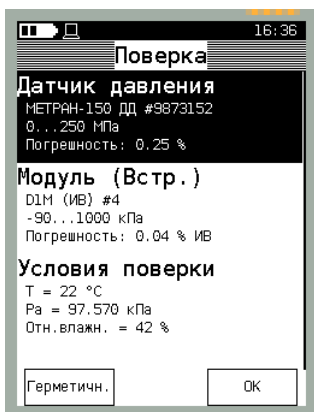 16:36
Поверка
Датчик давления
МЕТРАН-150 ДД #9873152
0...250 МПа
Погрешность: 0.25 %
Модуль (Встр.)
D1M (ИВ) #4
-90...1000 кПа
Погрешность: 0.04 % ИВ
Условия поверки
T = 22 °C
Pa = 97.570 кПа
Отн.влажн. = 42 %
Герметичн.
OK